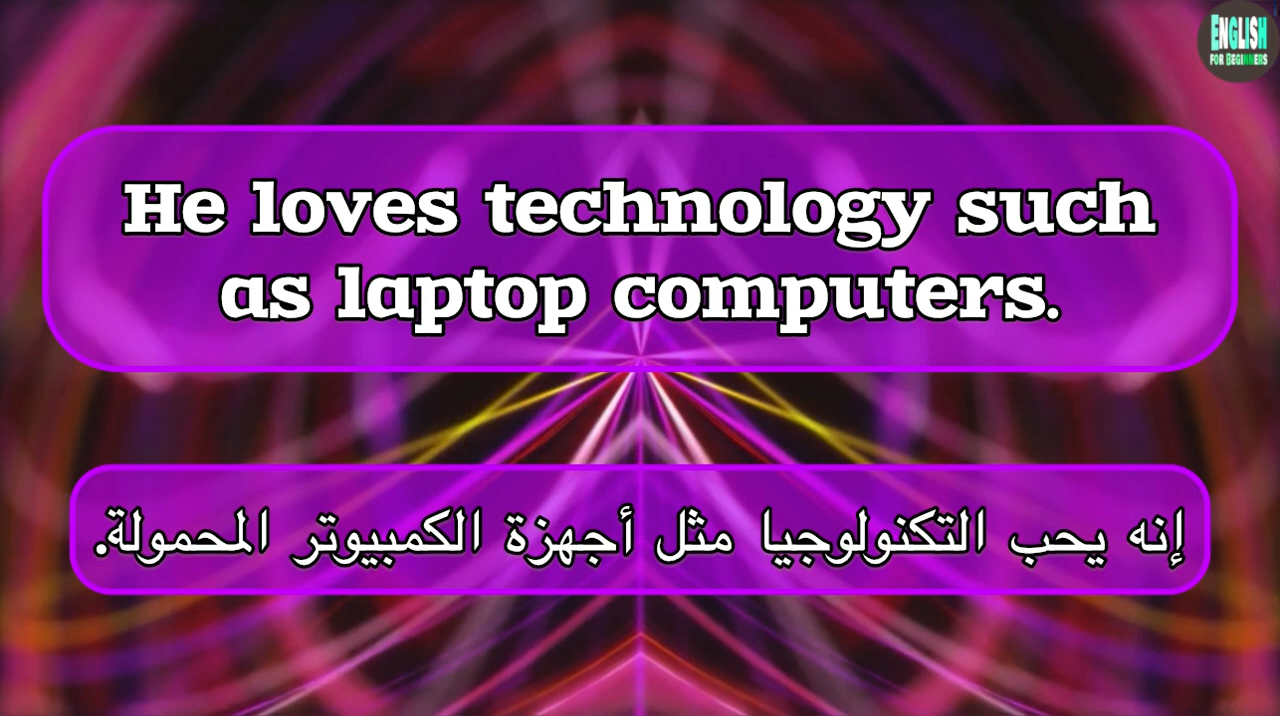 ENGLISH
FOR BEGINNERS
He loves technology such
as laptop computers.
إنه يحب التكنولوجيا مثل أجهزة الكمبيوتر المحمولة.